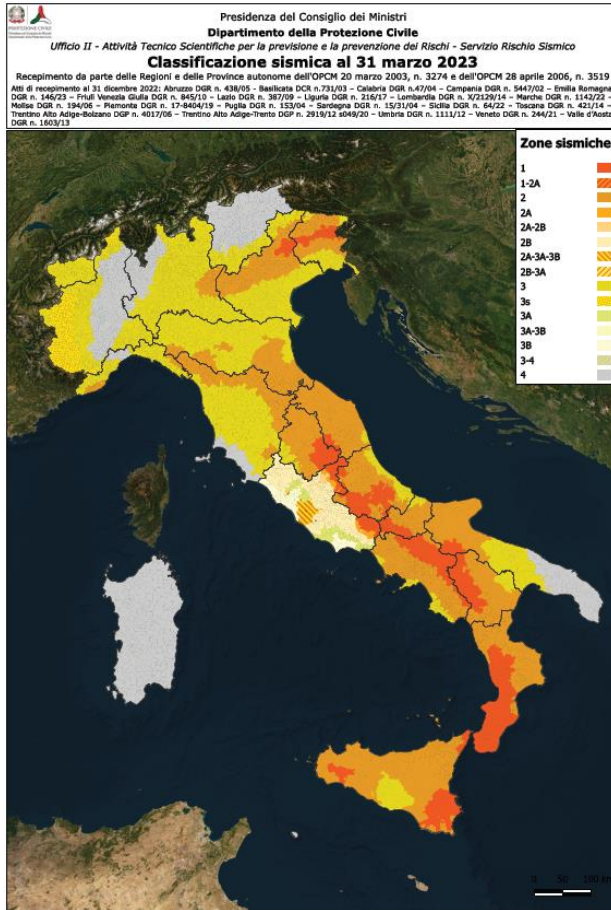 Presidenza del Consiglio dei Ministri
Dipartimento della Protezione Civile
Ufficio II - Attività Tecnico Scientifiche per la previsione e la prevenzione dei Rischi - Servizio Rischio Sismico
Classificazione sismica al 31 marzo 2023
Recepimento da parte delle Regioni e delle Province autonome dell'OPCM 20 marzo 2003, n. 3274 e dell'OPCM 28 aprile 2006, n. 3519
Atti di recepimento al 31 dicembre 2022: Abruzzo DGR n. 438/05 - Basilicata DCR n.731/03 – Calabria DGR n.47/04 – Campania DGR n. 5447/02 – Emilia Romagna
DGR n. 146/23 – Friuli Venezia Giulia DGR n. 845/10 – Lazio DGR n. 387/09 – Liguria DGR n. 216/17 – Lombardia DGR n. X/2129/14 – Marche DGR n. 1142/22 –
Molise DGR n. 194/06 – Piemonte DGR n. 17-8404/19 – Puglia DGR n. 153/04 – Sardegna DGR n. 15/31/04 – Sicilia DGR n. 64/22 – Toscana DGR n. 421/14 –
Trentino Alto Adige-Bolzano DGP n. 4017/06 – Trentino Alto Adige-Trento DGP n. 2919/12 s049/20 – Umbria DGR n. 1111/12 – Veneto DGR n. 244/21 – Valle d'Aosta
DGR n. 1603/13
Zone sismiche
1
1-2A
2
2A
2A-2B
2B
2A-3A-3B
2B-3A
3
3s
3A
3A-3B
3B
3-4
4
0 50 100 km